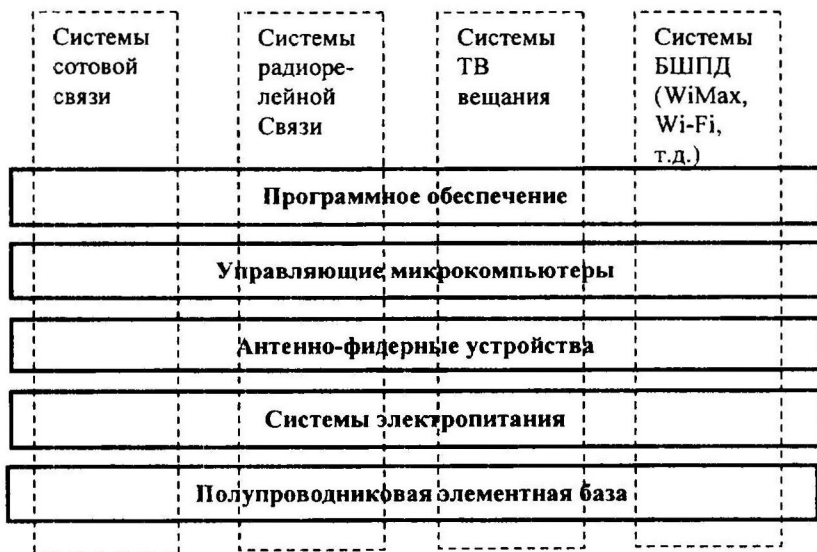 Системы
сотовой
связи
Системы
радиоре-
лейной
Связи
Системы
ТВ
вещания
Системы
БШПД
(WiMax,
Wi-Fi,
т.д.)
Программное обеспечение
Управляющие микрокомпьютеры
Антенно-фидерные устройства
Системы электропитания
Полупроводниковая элементная база